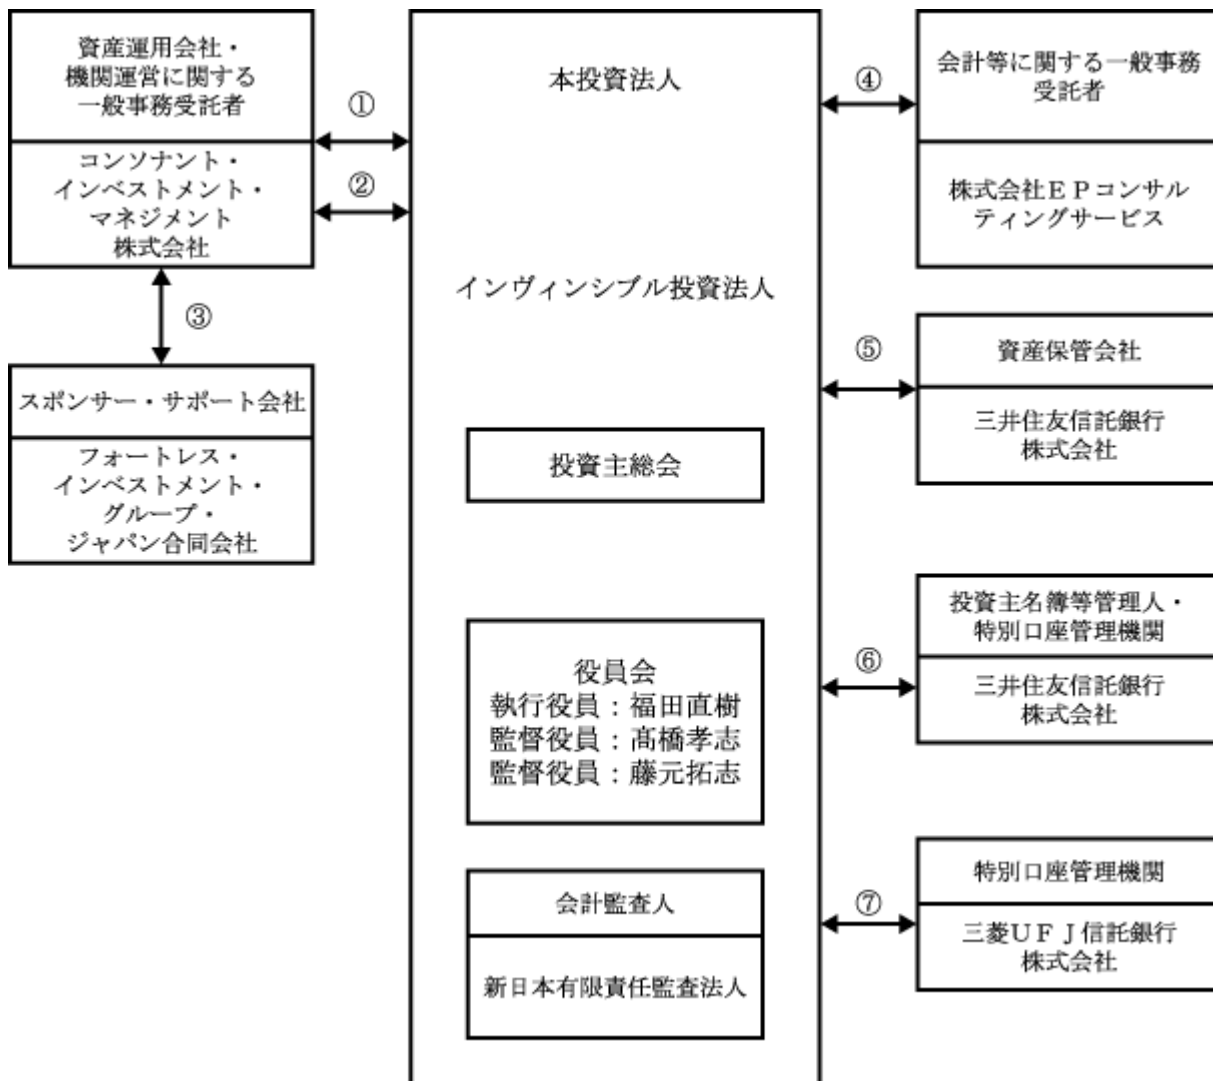 資産運用会社・
機関運営に関する
一般事務受託者
コンソナント・
インベストメント・
マネジメント
株式会社
①
②
③
スポンサー・サポート会社
フォートレス・
インベストメント・
グループ・
ジャパン合同会社
本投資法人
インヴィンシブル投資法人
投資主総会
役員会
執行役員：福田直樹
監督役員：髙橋孝志
監督役員：藤元拓志
会計監査人
新日本有限責任監査法人
④
会計等に関する一般事務
受託者
株式会社ＥＰコンサル
ティングサービス
⑤
資産保管会社
三井住友信託銀行
株式会社
⑥
投資主名簿等管理人・
特別口座管理機関
三井住友信託銀行
株式会社
⑦
特別口座管理機関
三菱ＵＦＪ信託銀行
株式会社